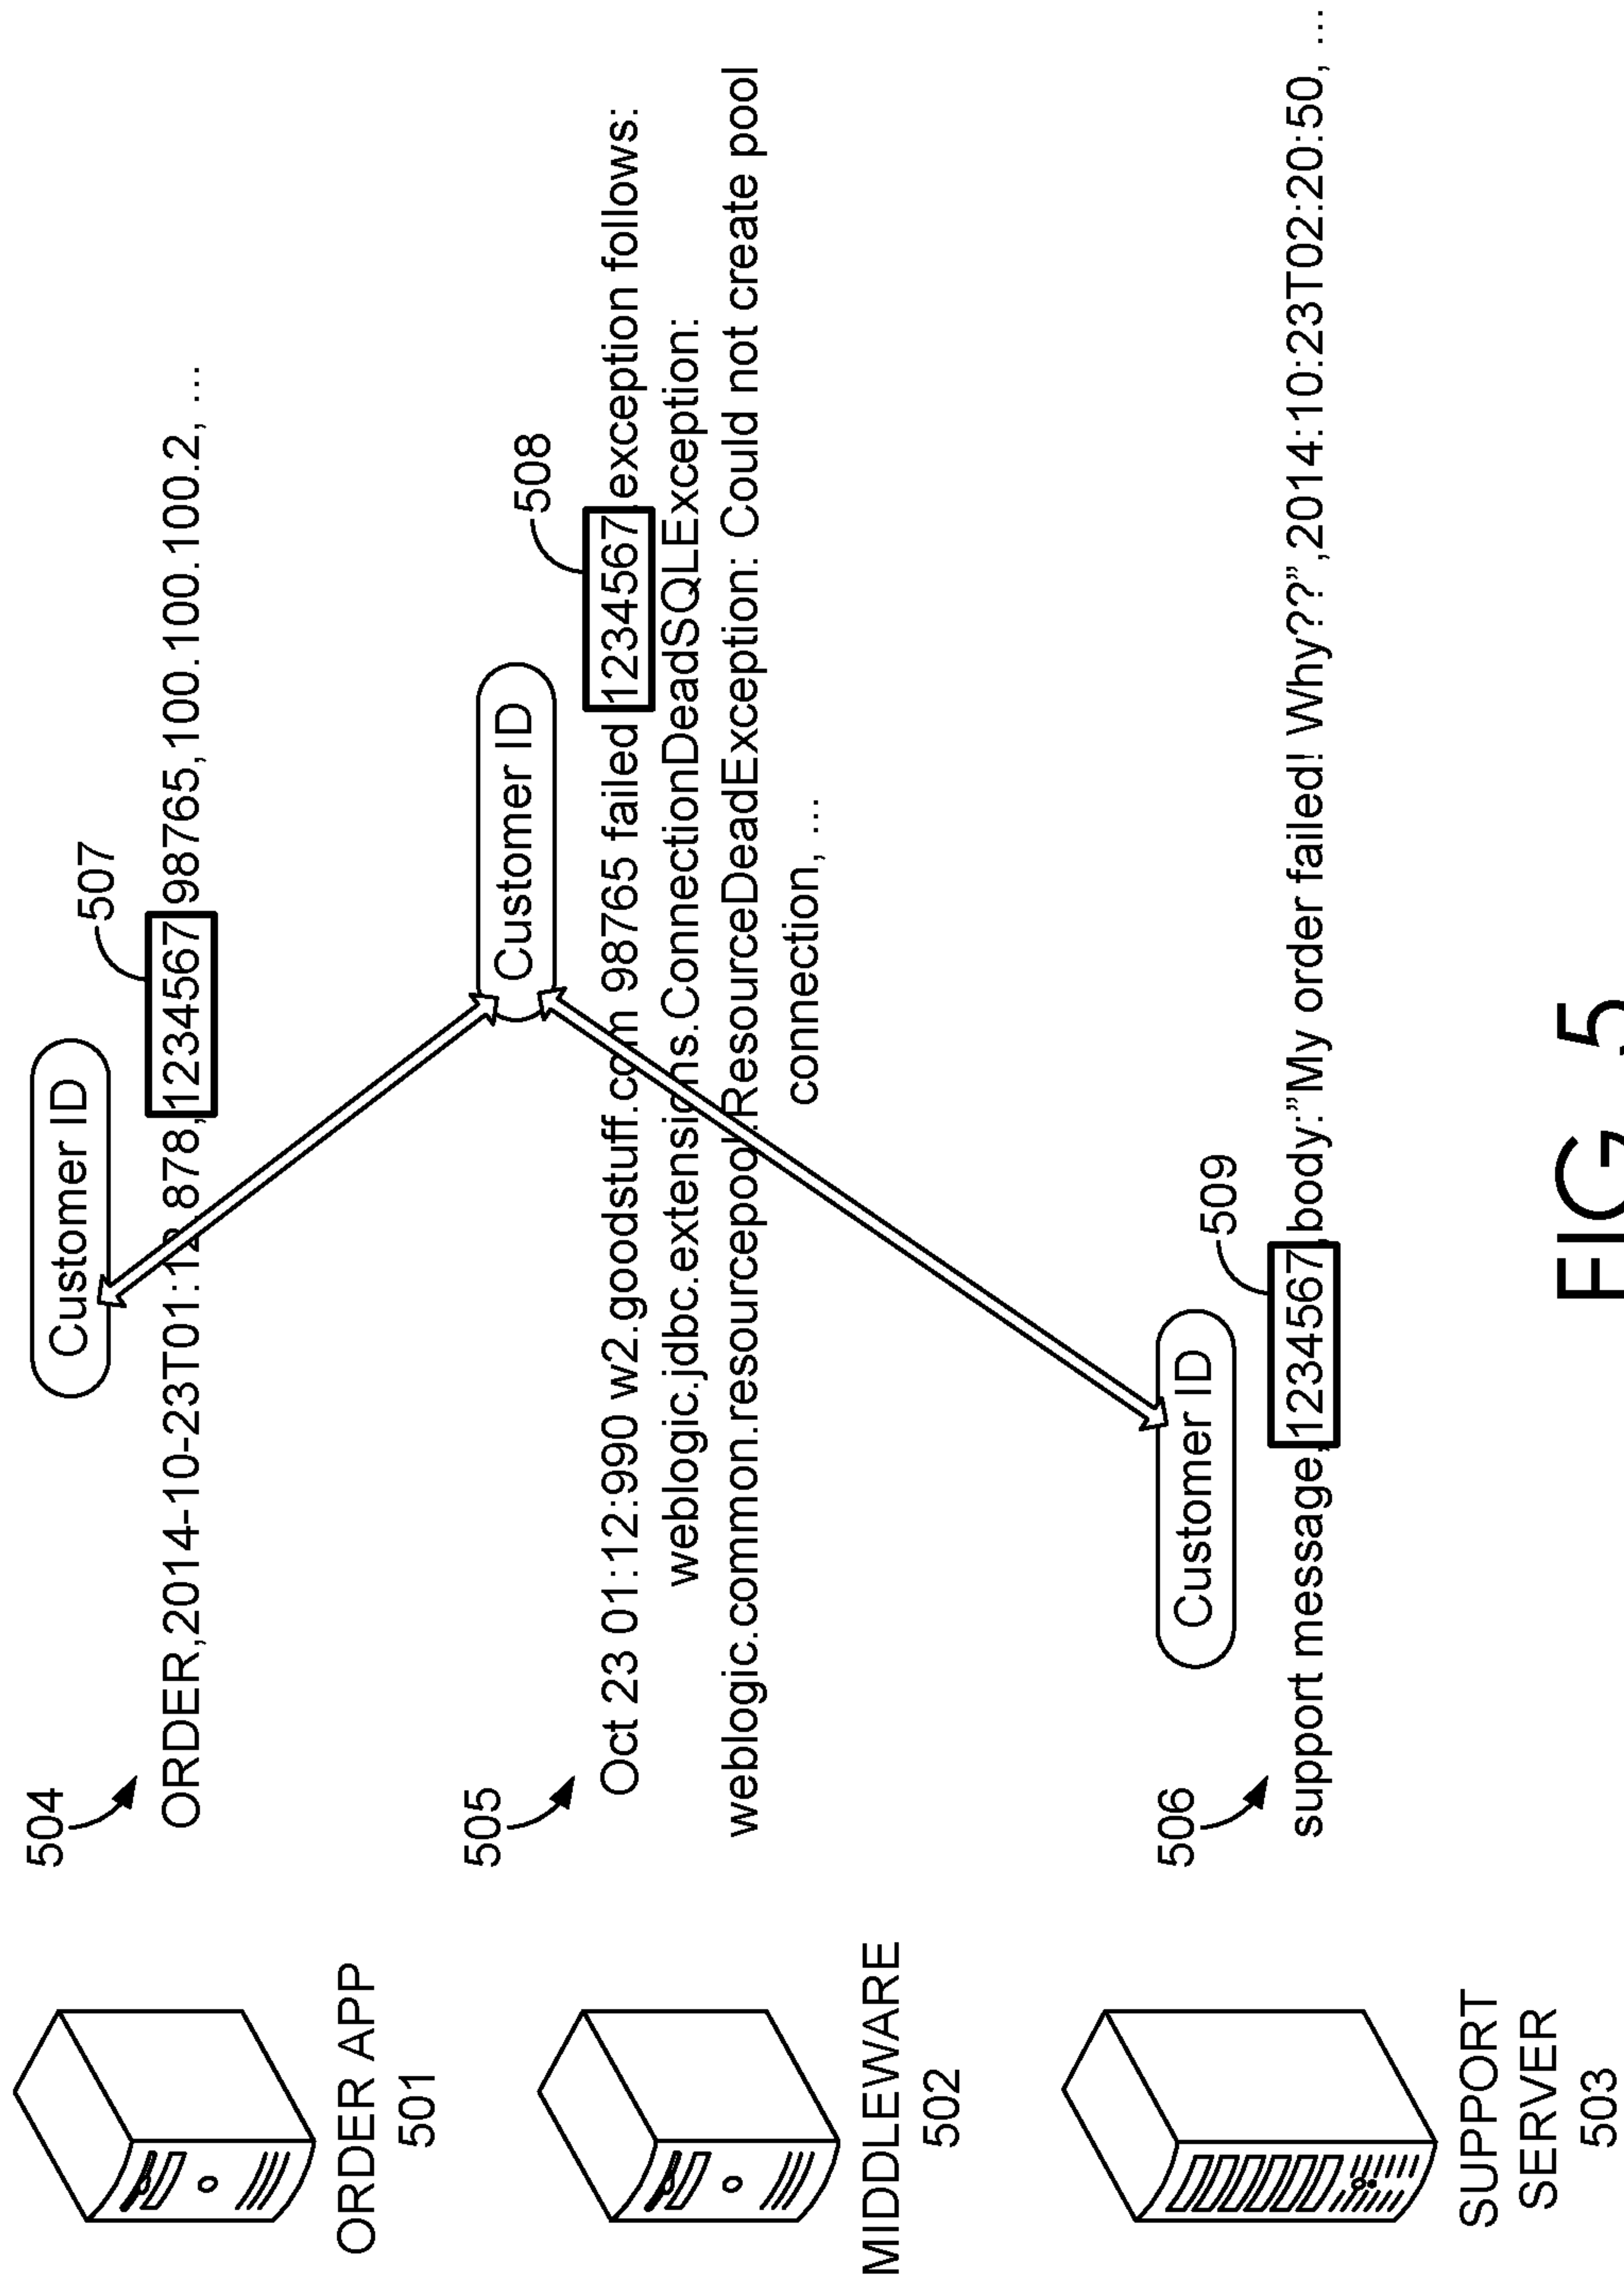 504
Customer ID
507
ORDER,2014-10-23T01:12.878,1234567,98765,100.100.100.2, …
ORDER APP
501
505
Customer ID
508
Oct 23 01:12:990 w2.goodstuff.com 98765 failed 1234567 exception follows:
weblogic.jdbc.extensions.ConnectionDeadSQLException:
weblogic.common.resourcepool.ResourceDeadException: Could not create pool
connection, …
MIDDLEWARE
502
506
Customer ID
509
support message,1234567,body:”My order failed! Why??”,2014:10:23T02:20:50, …
SUPPORT
SERVER
503
FIG. 5